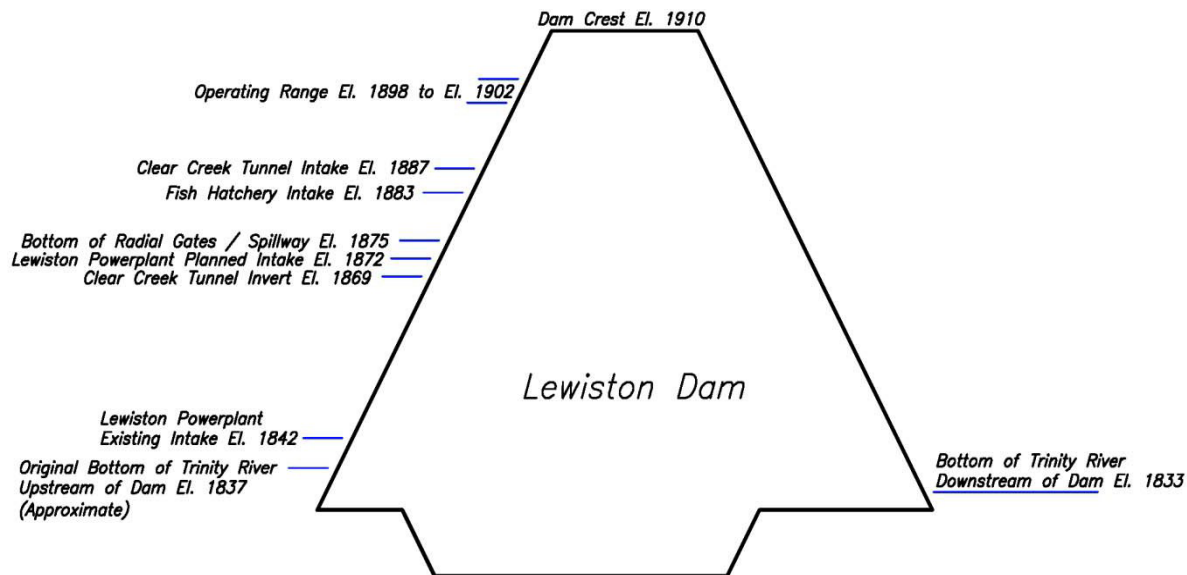 Dam Crest El. 1910
Operating Range El. 1898 to El. 1902
Clear Creek Tunnel Intake El. 1887
Fish Hatchery Intake El. 1883
Bottom of Radial Gates / Spillway El. 1875
Lewiston Powerplant Planned Intake El. 1872
Clear Creek Tunnel Invert El. 1869
Lewiston Dam
Lewiston Powerplant
Existing Intake El. 1842
Original Bottom of Trinity River
Upstream of Dam El. 1837
(Approximate)
Bottom of Trinity River
Downstream of Dam El. 1833